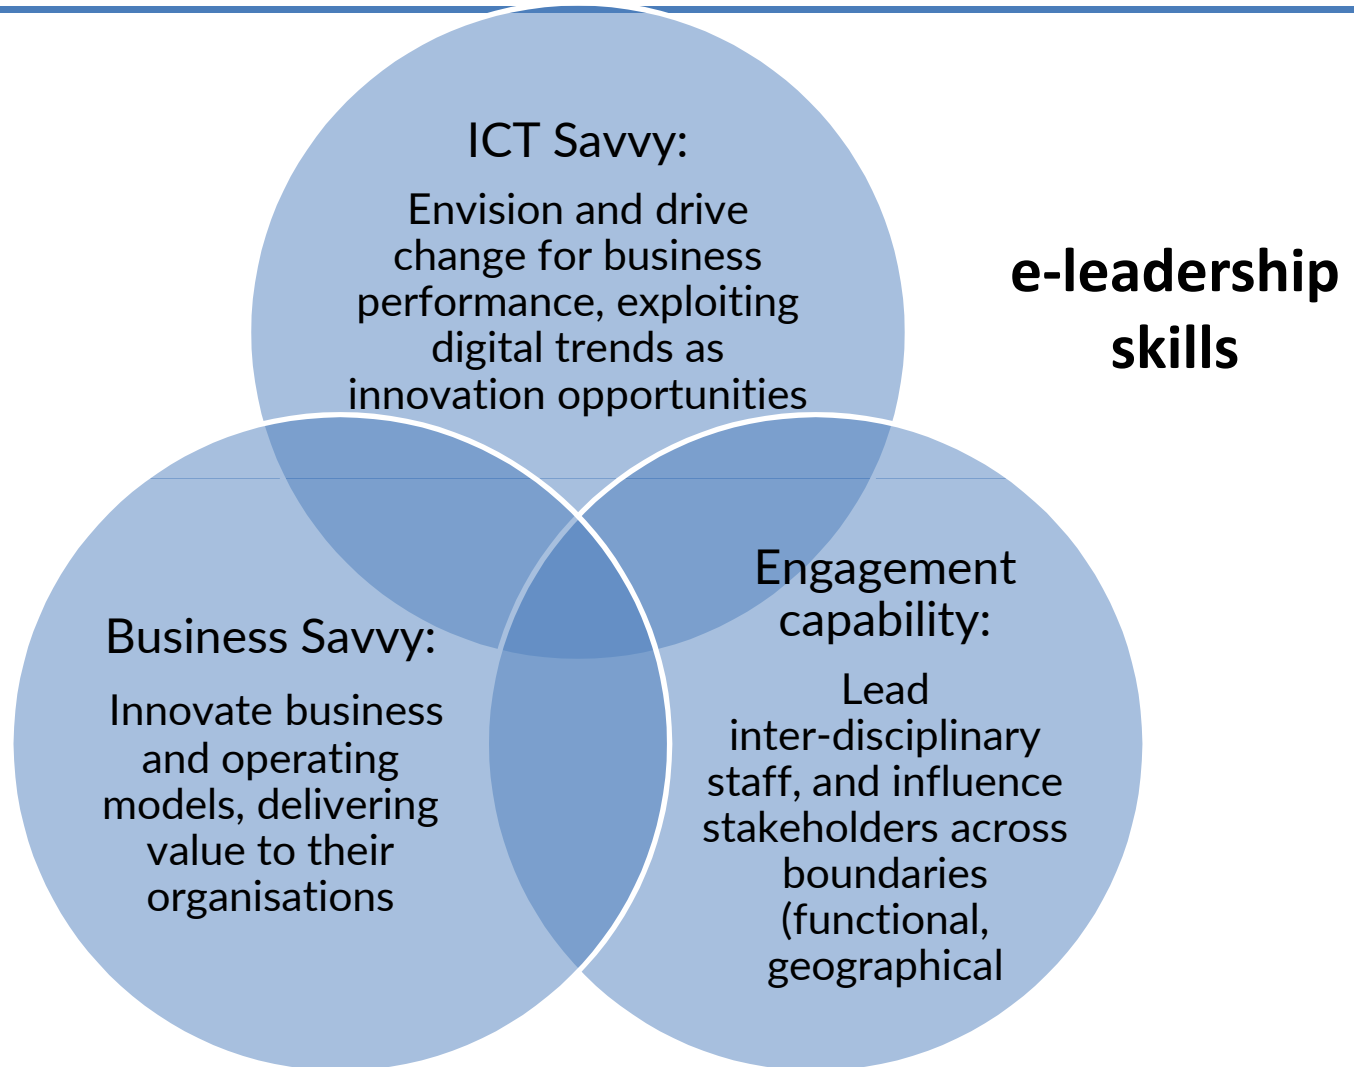 ICT Savvy:
Envision and drive
change for business
performance, exploiting
digital trends as
innovation opportunities
e-leadership
skills
Business Savvy:
Innovate business
and operating
models, delivering
value to their
organisations
Engagement
capability:
Lead
inter-disciplinary
staff, and influence
stakeholders across
boundaries
(functional,
geographical